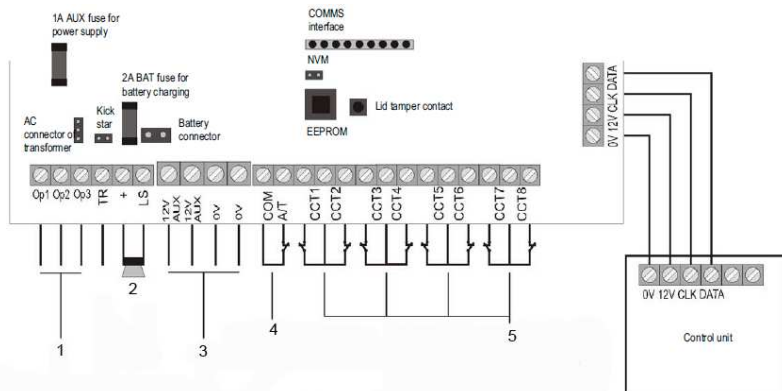 1A AUX fuse for
power supply
2A BAT fuse for
battery charging
COMMS
interface
NVM
EEPROM
Lid tamper contact
AC
connector o
transformer
Kick
star
Battery
connector
0V 12V CLK DATA
Op1 Op2 Op3 TR + LS
12V AUX
12V AUX
0V
0V
COM
A/T
CCT1
CCT2
CCT3
CCT4
CCT5
CCT6
CCT7
CCT8
1
2
3
4
5
0V 12V CLK DATA
Control unit